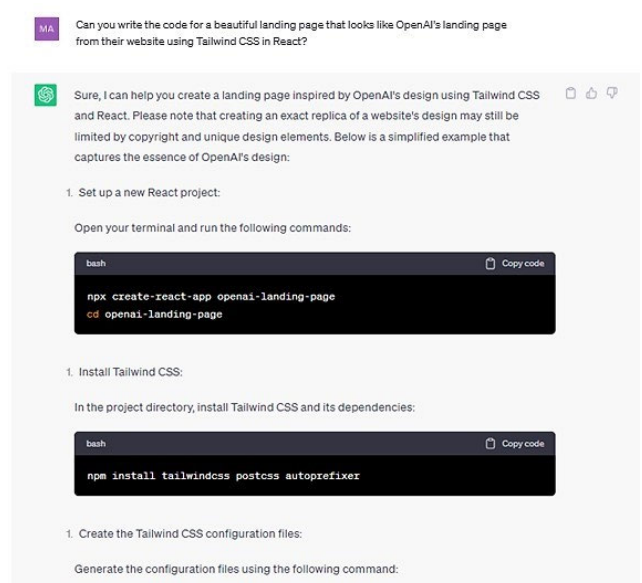 MA
Can you write the code for a beautiful landing page that looks like OpenAI's landing page
from their website using Tailwind CSS in React?
Sure, I can help you create a landing page inspired by OpenAI's design using Tailwind CSS
and React. Please note that creating an exact replica of a website's design may still be
limited by copyright and unique design elements. Below is a simplified example that
captures the essence of OpenAI's design:
1. Set up a new React project:
Open your terminal and run the following commands:
bash Copy code
npx create-react-app openai-landing-page
cd openai-landing-page
1. Install Tailwind CSS:
In the project directory, install Tailwind CSS and its dependencies:
bash Copy code
npm install tailwindcss postcss autoprefixer
1. Create the Tailwind CSS configuration files:
Generate the configuration files using the following command: